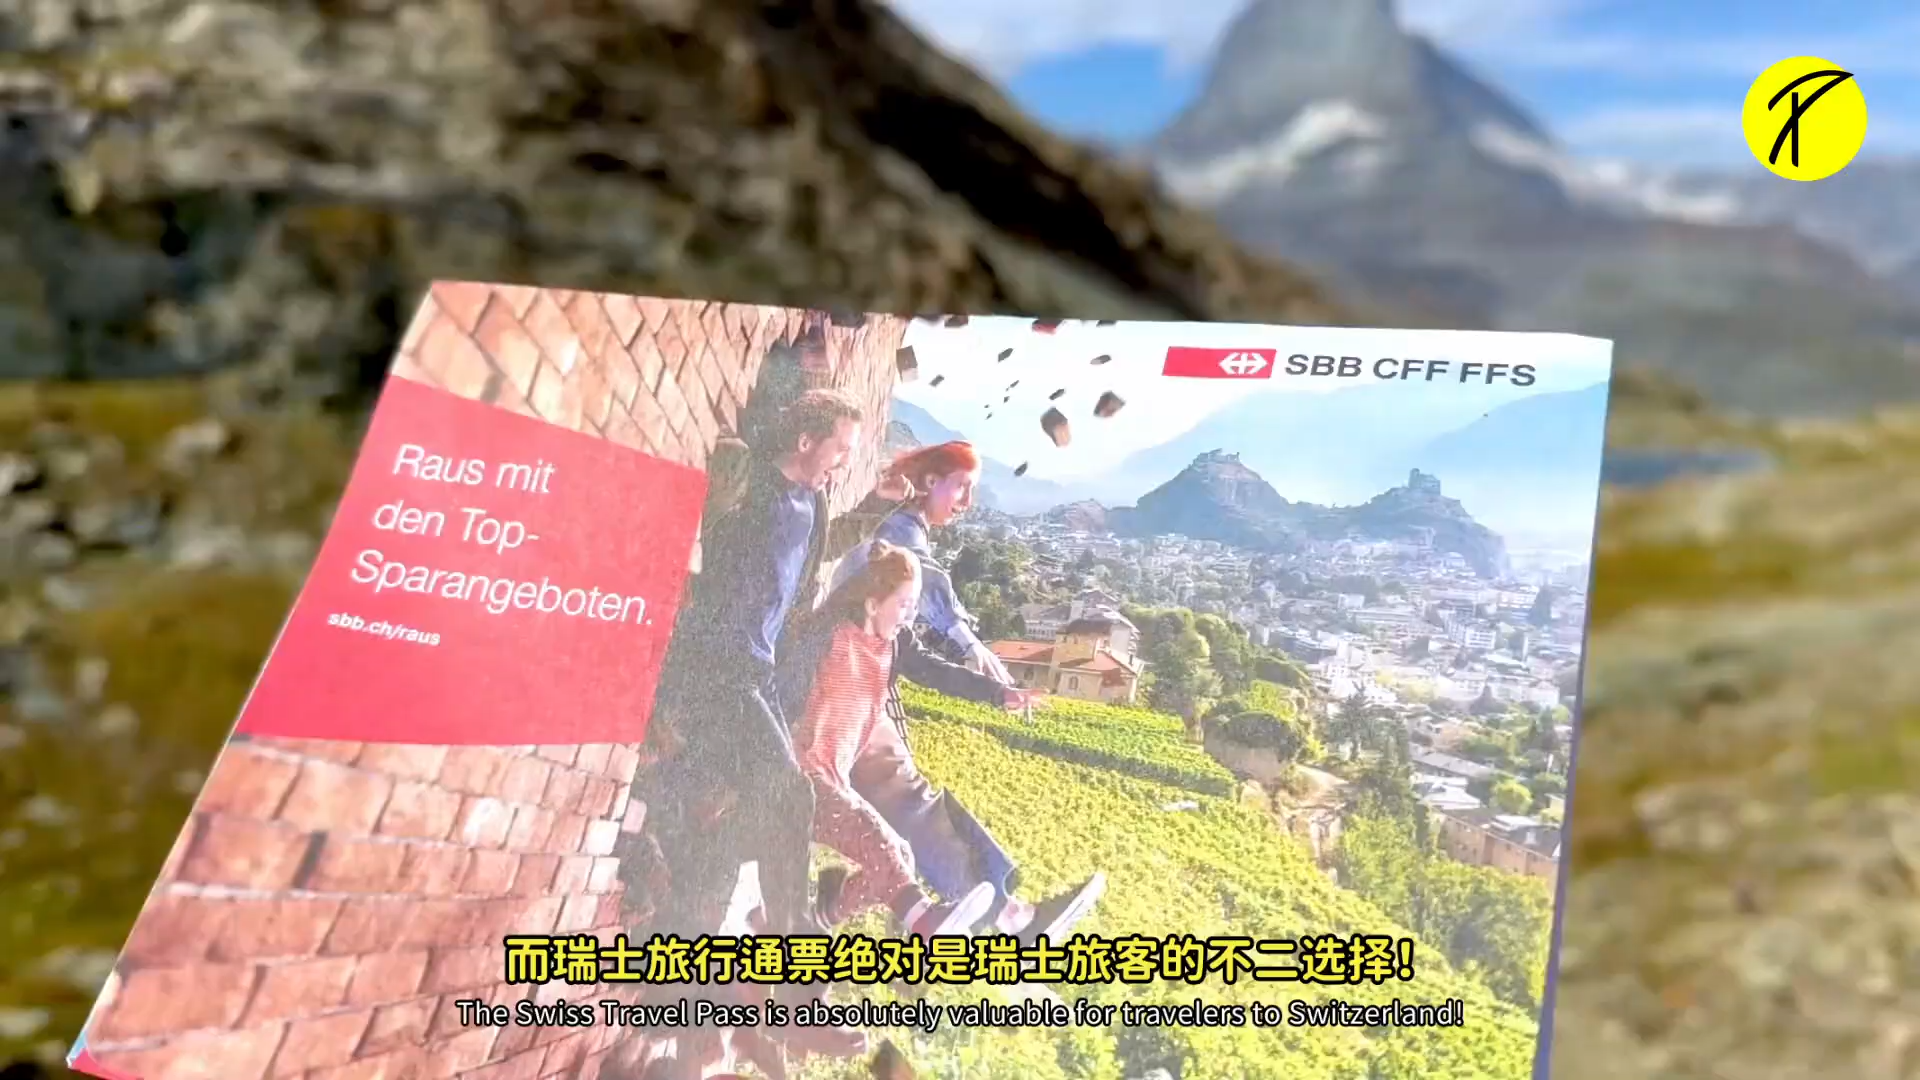 SBB CFF FFS
Raus mit
den Top-
Sparangeboten.
sbb.ch/raus
而瑞士旅行通票绝对是瑞士旅客的不二选择!
The Swiss Travel Pass is absolutely valuable for travelers to Switzerland!